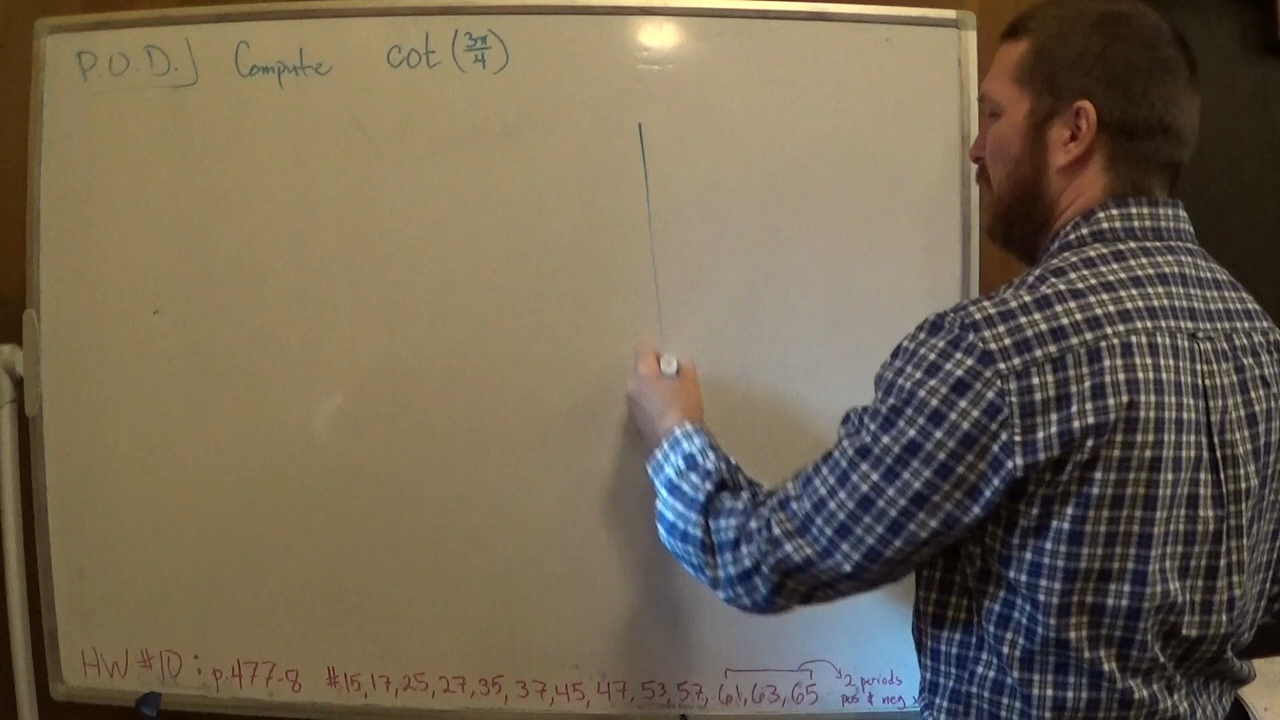 P.O.D.] Compute cot (3π/4)
HW #10 : p.477-8 #15, 17, 25, 27, 35, 37, 45, 47, 53, 57, 61, 63, 65 2 periods
pos & neg x